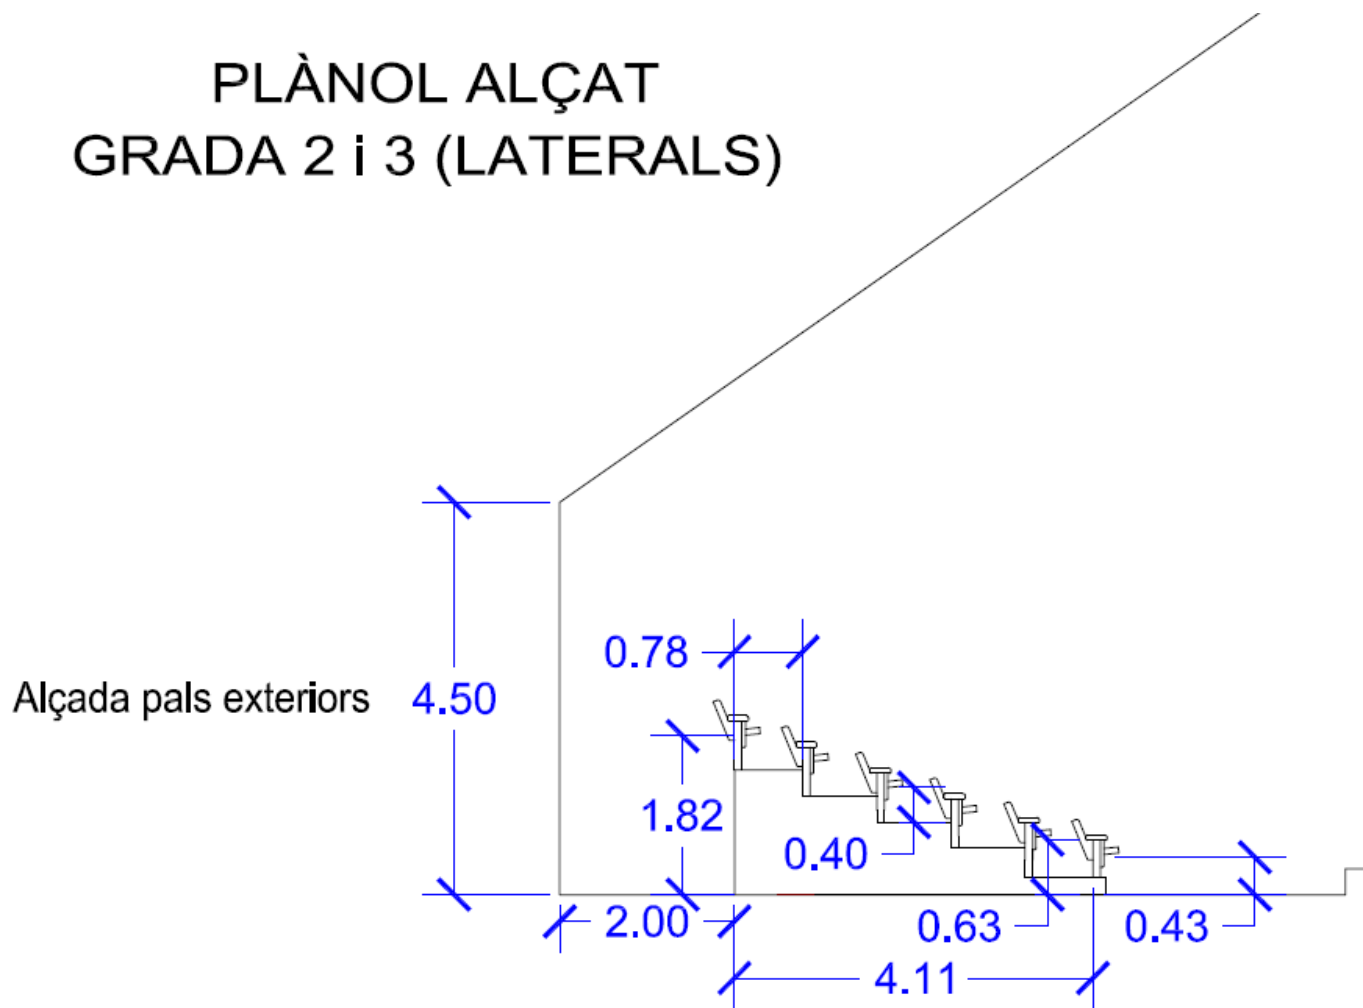 PLÀNOL ALÇAT
GRADA 2 i 3 (LATERALS)
0.78
Alçada pals exteriors 4.50
1.82
0.40
2.00
0.63
0.43
4.11